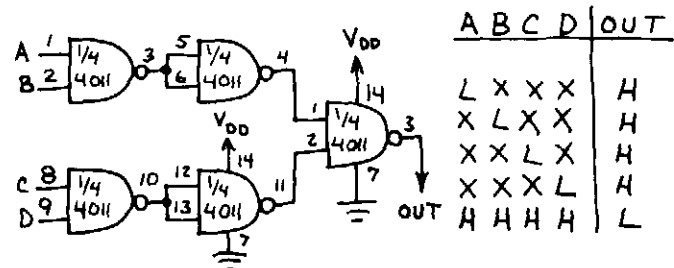 A 1
B 2
1/4
4011
3
5
6
1/4
4011
4
VDD
14
1
2
1/4
4011
3
7
OUT
C 8
D 9
1/4
4011
10
12
13
VDD
14
1/4
4011
11
7
A B C D OUT
L X X X H
X L X X H
X X L X H
X X X L H
H H H H L